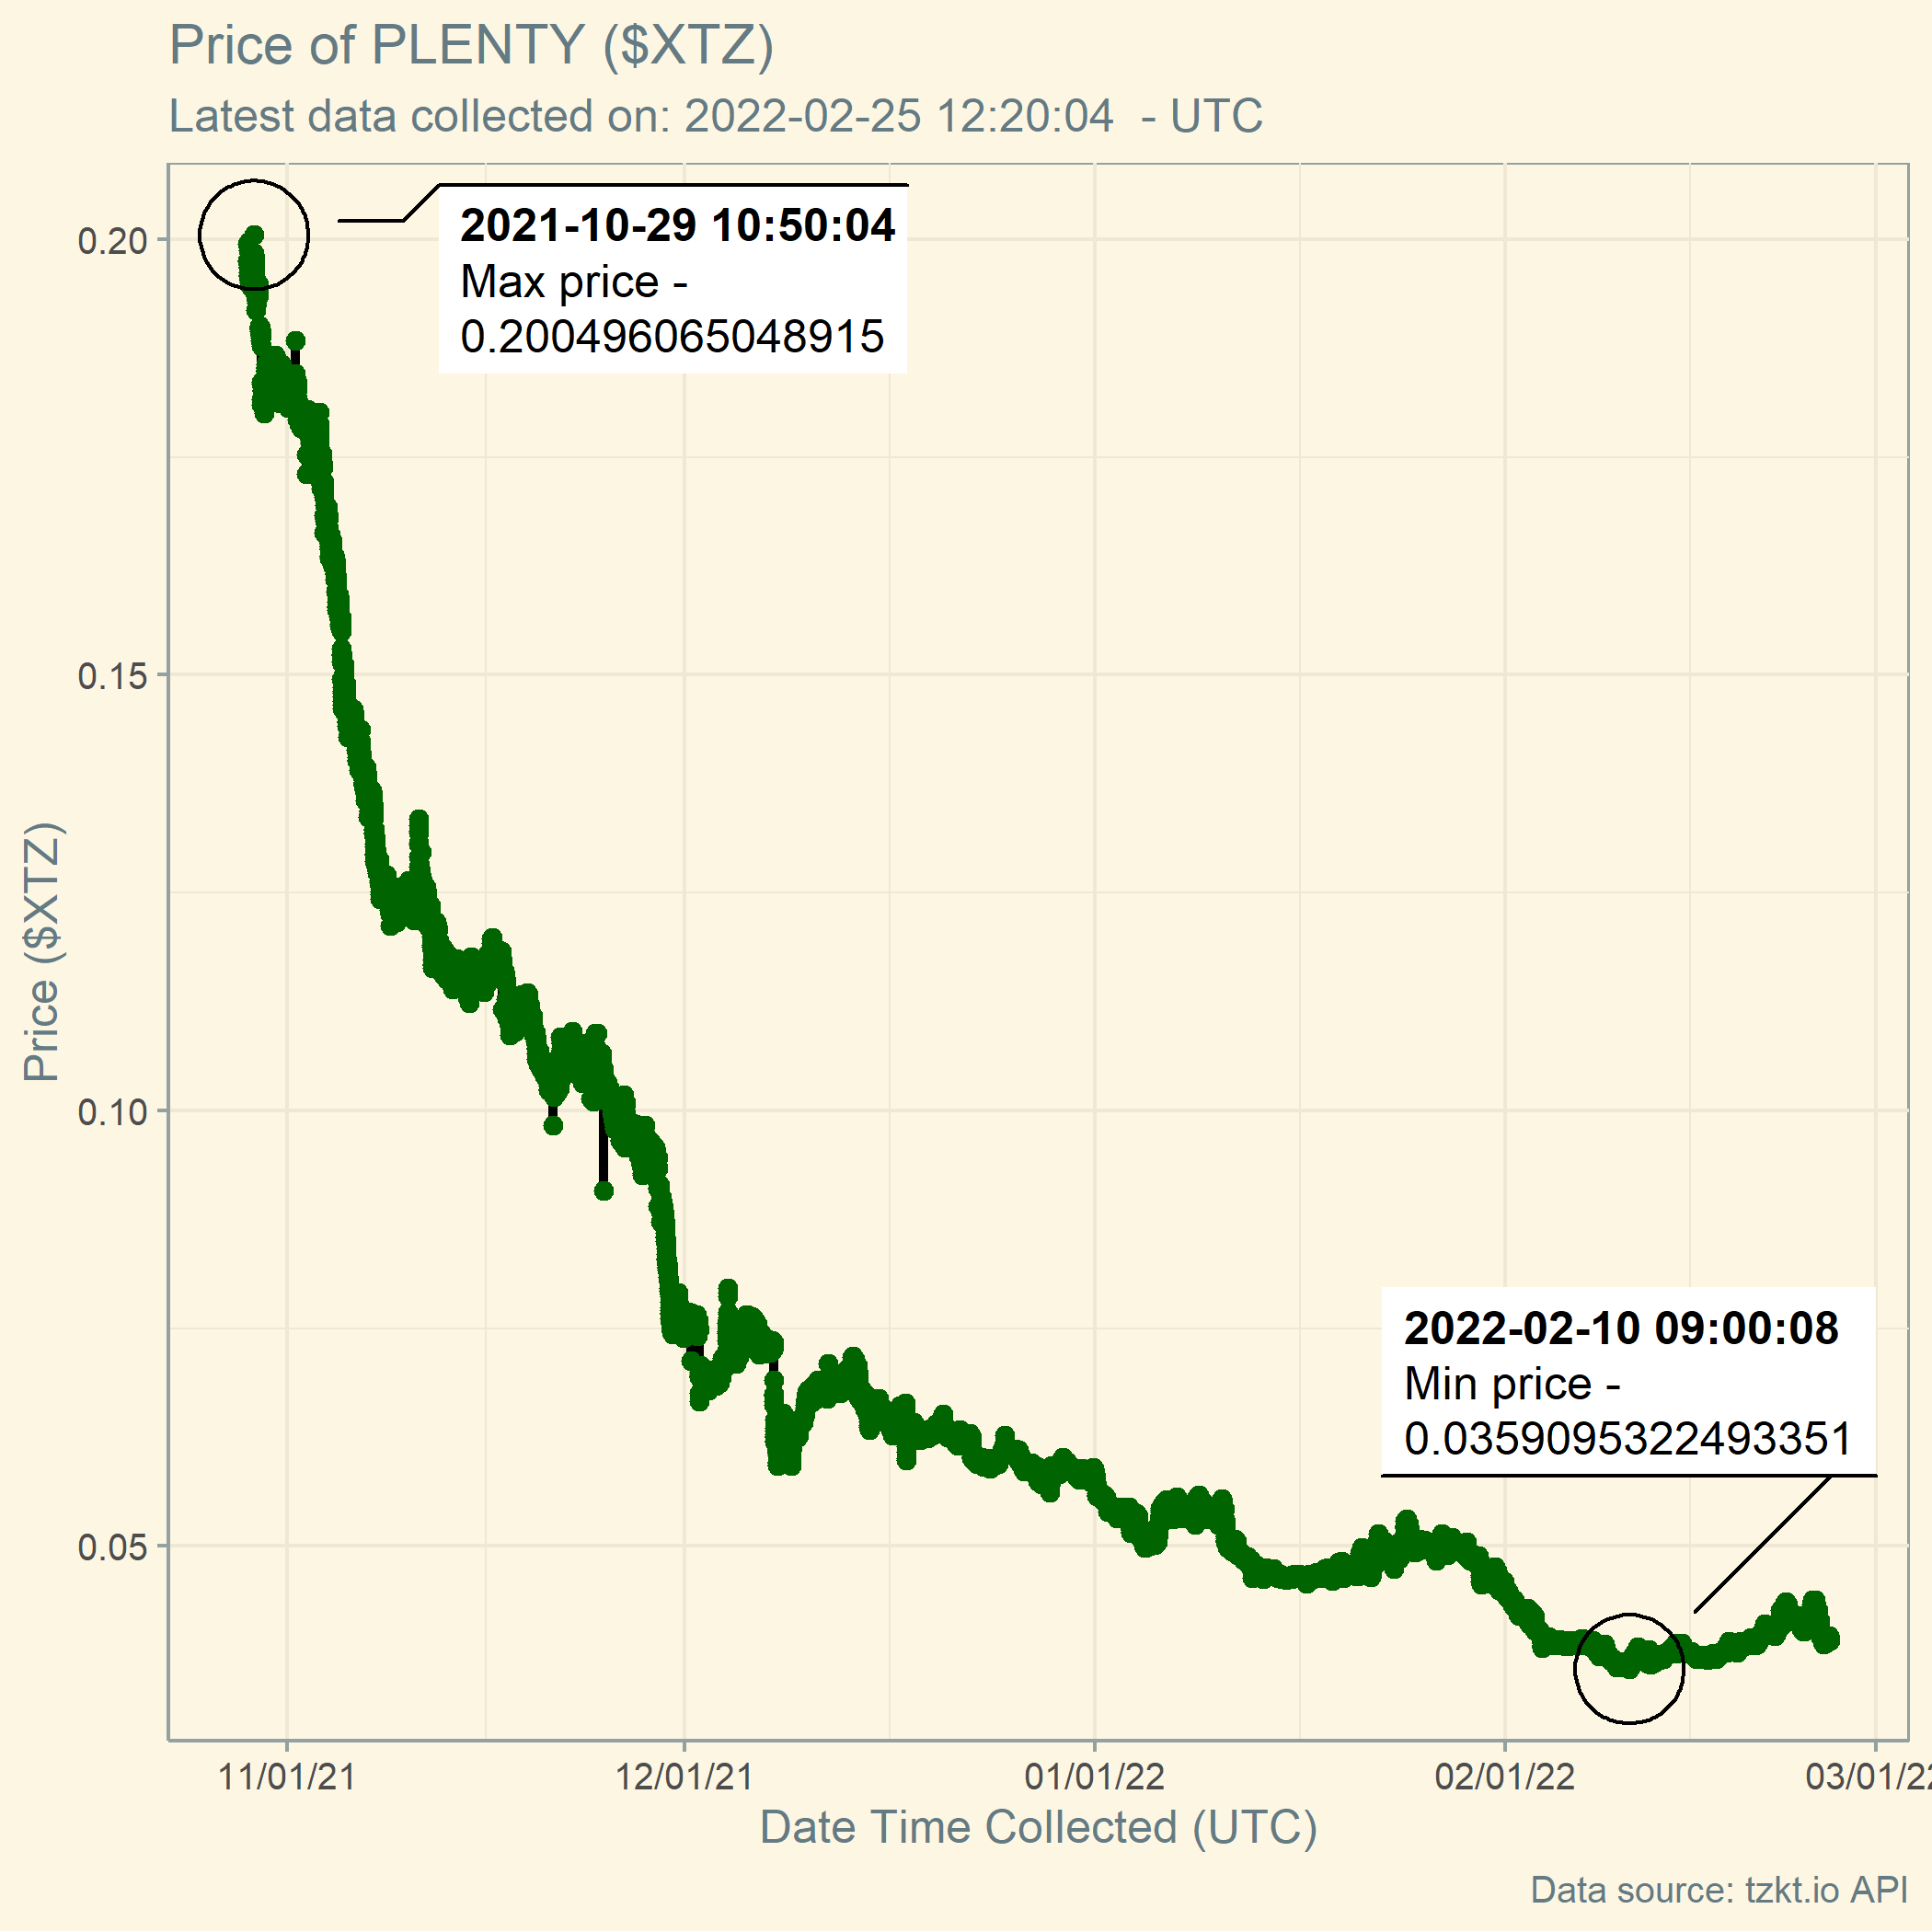 Price of PLENTY ($XTZ)
Latest data collected on: 2022-02-25 12:20:04  - UTC
2021-10-29 10:50:04
Max price -
0.200496065048915
0.20
0.15
0.10
0.05
Price ($XTZ)
2022-02-10 09:00:08
Min price -
0.0359095322493351
11/01/21
12/01/21
01/01/22
02/01/22
03/01/22
Date Time Collected (UTC)
Data source: tzkt.io API